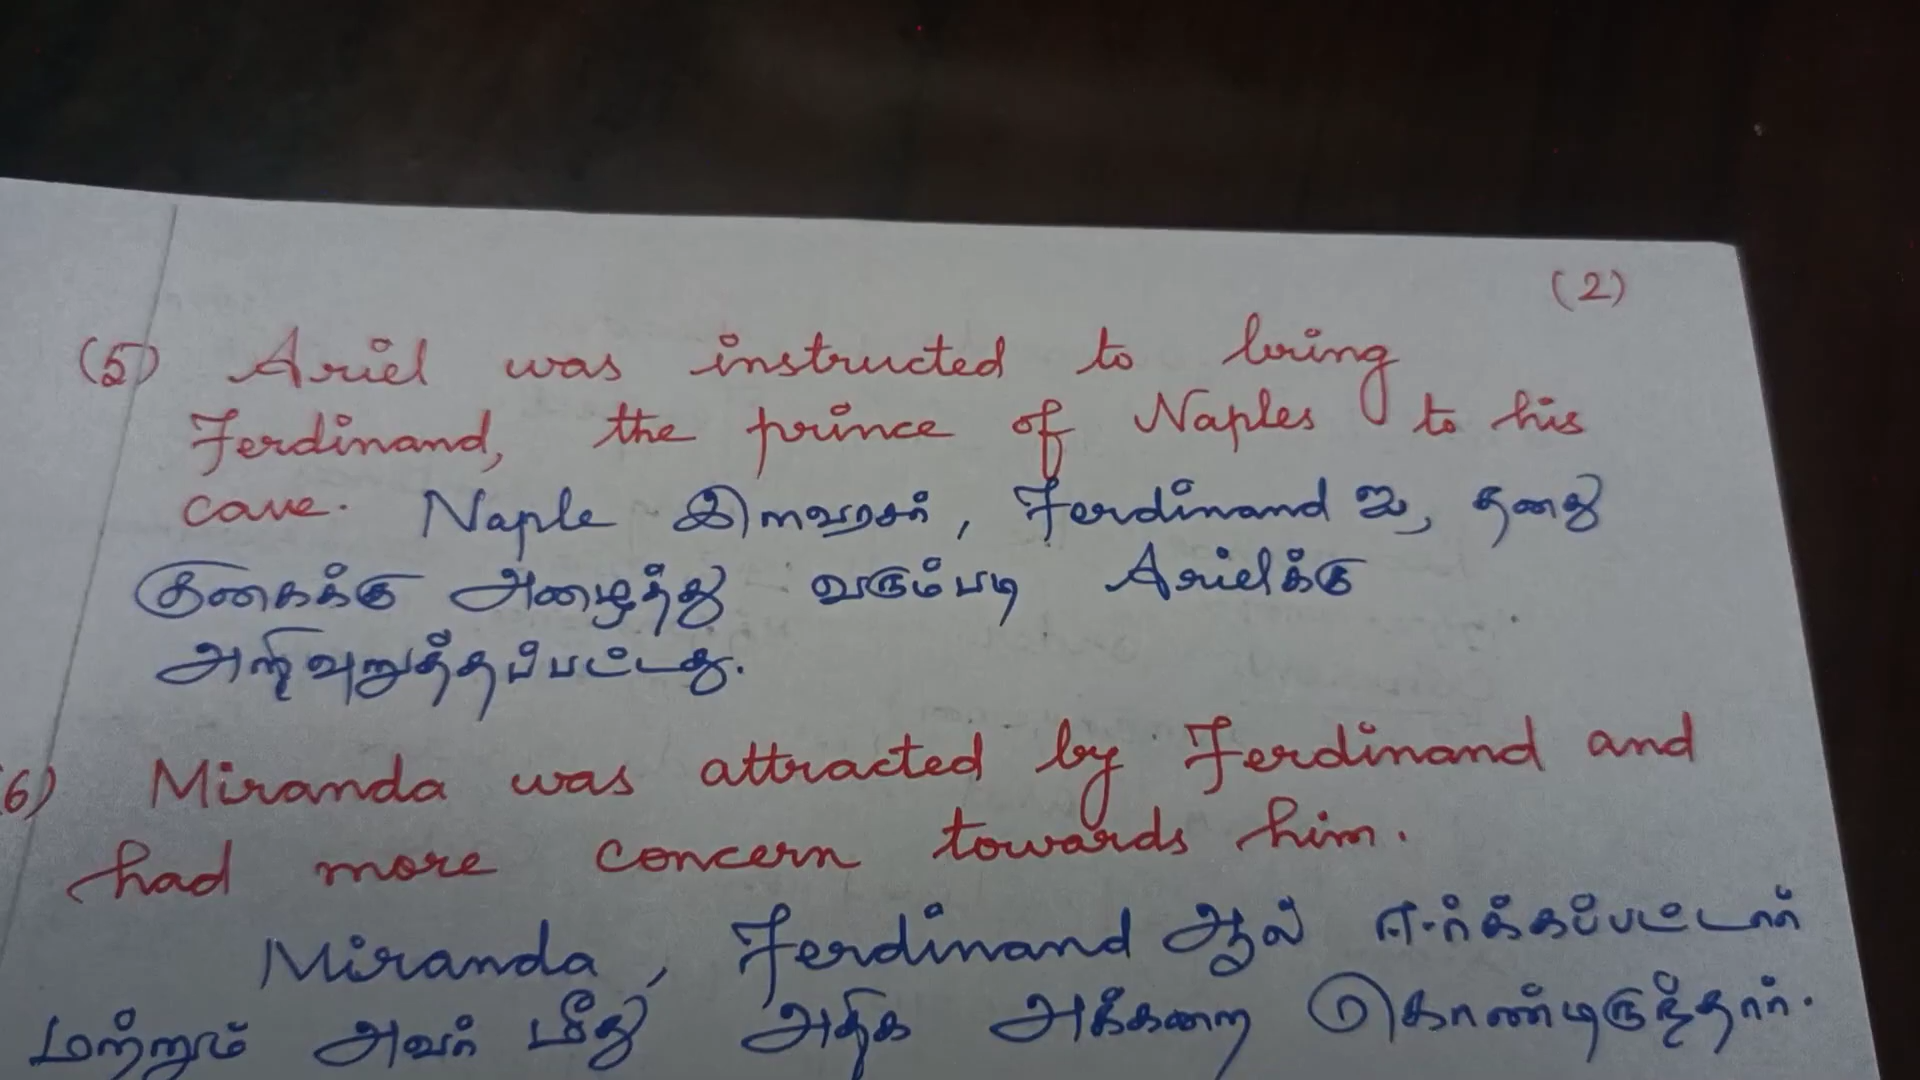 (2)
(5) Ariel was instructed to bring
Ferdinand, the prince of Naples to his
cave. Naple இளவரசர், Ferdinand ஐ, தனது
குகைக்கு அழைத்து வரும்படி Arielக்கு
அறிவுறுத்தப்பட்டது.
6) Miranda was attracted by Ferdinand and
had more concern towards him.
Miranda, Ferdinand ஆல் ஈர்க்கப்பட்டாள்
மற்றும் அவர் மீது அதிக அக்கறை கொண்டிருந்தார்.